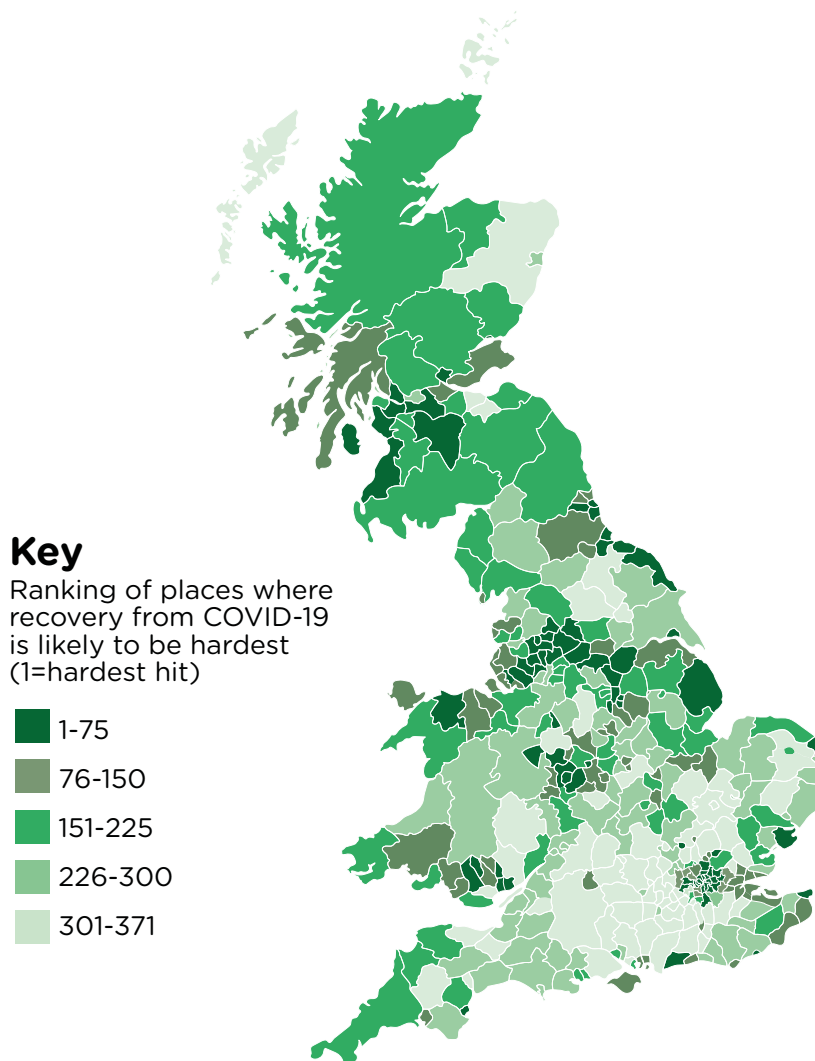 Key
Ranking of places where
recovery from COVID-19
is likely to be hardest
(1=hardest hit)
1-75
76-150
151-225
226-300
301-371